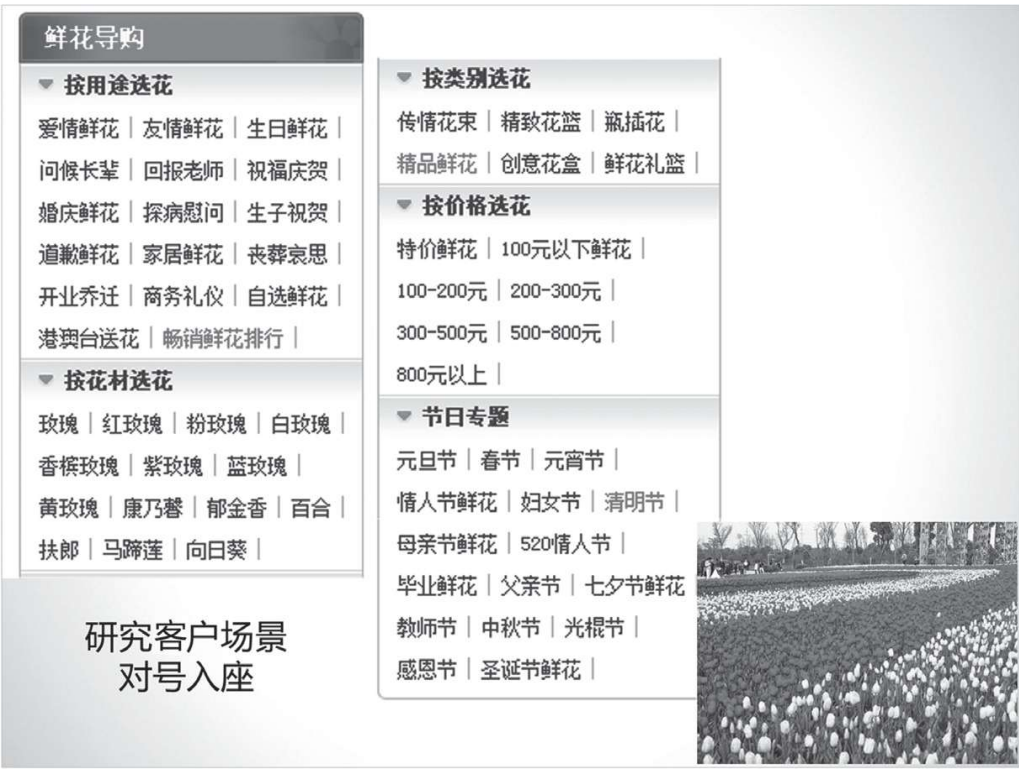 鲜花导购
按用途选花
爱情鲜花｜友情鲜花｜生日鲜花｜
问候长辈｜回报老师｜祝福庆贺｜
婚庆鲜花｜探病慰问｜生子祝贺｜
道歉鲜花｜家居鲜花｜丧葬哀思｜
开业乔迁｜商务礼仪｜自选鲜花｜
港澳台送花｜畅销鲜花排行｜
按花材选花
玫瑰｜红玫瑰｜粉玫瑰｜白玫瑰｜
香槟玫瑰｜紫玫瑰｜蓝玫瑰｜
黄玫瑰｜康乃馨｜郁金香｜百合｜
扶郎｜马蹄莲｜向日葵｜
研究客户场景
对号入座
按类别选花
传情花束｜精致花篮｜瓶插花｜
精品鲜花｜创意花盒｜鲜花礼篮｜
按价格选花
特价鲜花｜100元以下鲜花｜
100-200元｜200-300元｜
300-500元｜500-800元｜
800元以上｜
节日专题
元旦节｜春节｜元宵节｜
情人节鲜花｜妇女节｜清明节｜
母亲节鲜花｜520情人节｜
毕业鲜花｜父亲节｜七夕节鲜花
教师节｜中秋节｜光棍节｜
感恩节｜圣诞节鲜花｜